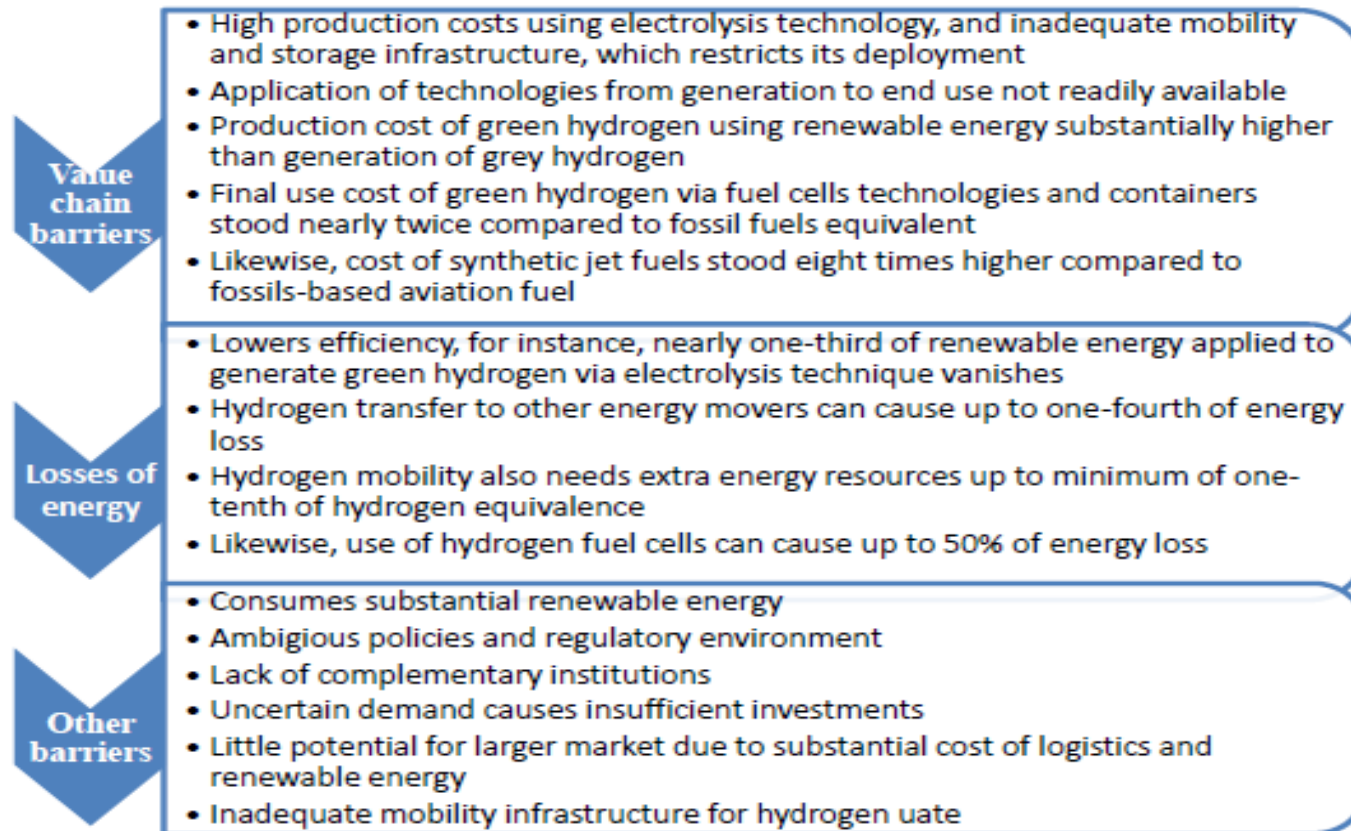 Value
chain
barriers
• High production costs using electrolysis technology, and inadequate mobility
and storage infrastructure, which restricts its deployment
• Application of technologies from generation to end use not readily available
• Production cost of green hydrogen using renewable energy substantially higher
than generation of grey hydrogen
• Final use cost of green hydrogen via fuel cells technologies and containers
stood nearly twice compared to fossil fuels equivalent
• Likewise, cost of synthetic jet fuels stood eight times higher compared to
fossils-based aviation fuel
Losses of
energy
• Lowers efficiency, for instance, nearly one-third of renewable energy applied to
generate green hydrogen via electrolysis technique vanishes
• Hydrogen transfer to other energy movers can cause up to one-fourth of energy
loss
• Hydrogen mobility also needs extra energy resources up to minimum of one-
tenth of hydrogen equivalence
• Likewise, use of hydrogen fuel cells can cause up to 50% of energy loss
Other
barriers
• Consumes substantial renewable energy
• Ambigious policies and regulatory environment
• Lack of complementary institutions
• Uncertain demand causes insufficient investments
• Little potential for larger market due to substantial cost of logistics and
renewable energy
• Inadequate mobility infrastructure for hydrogen uate